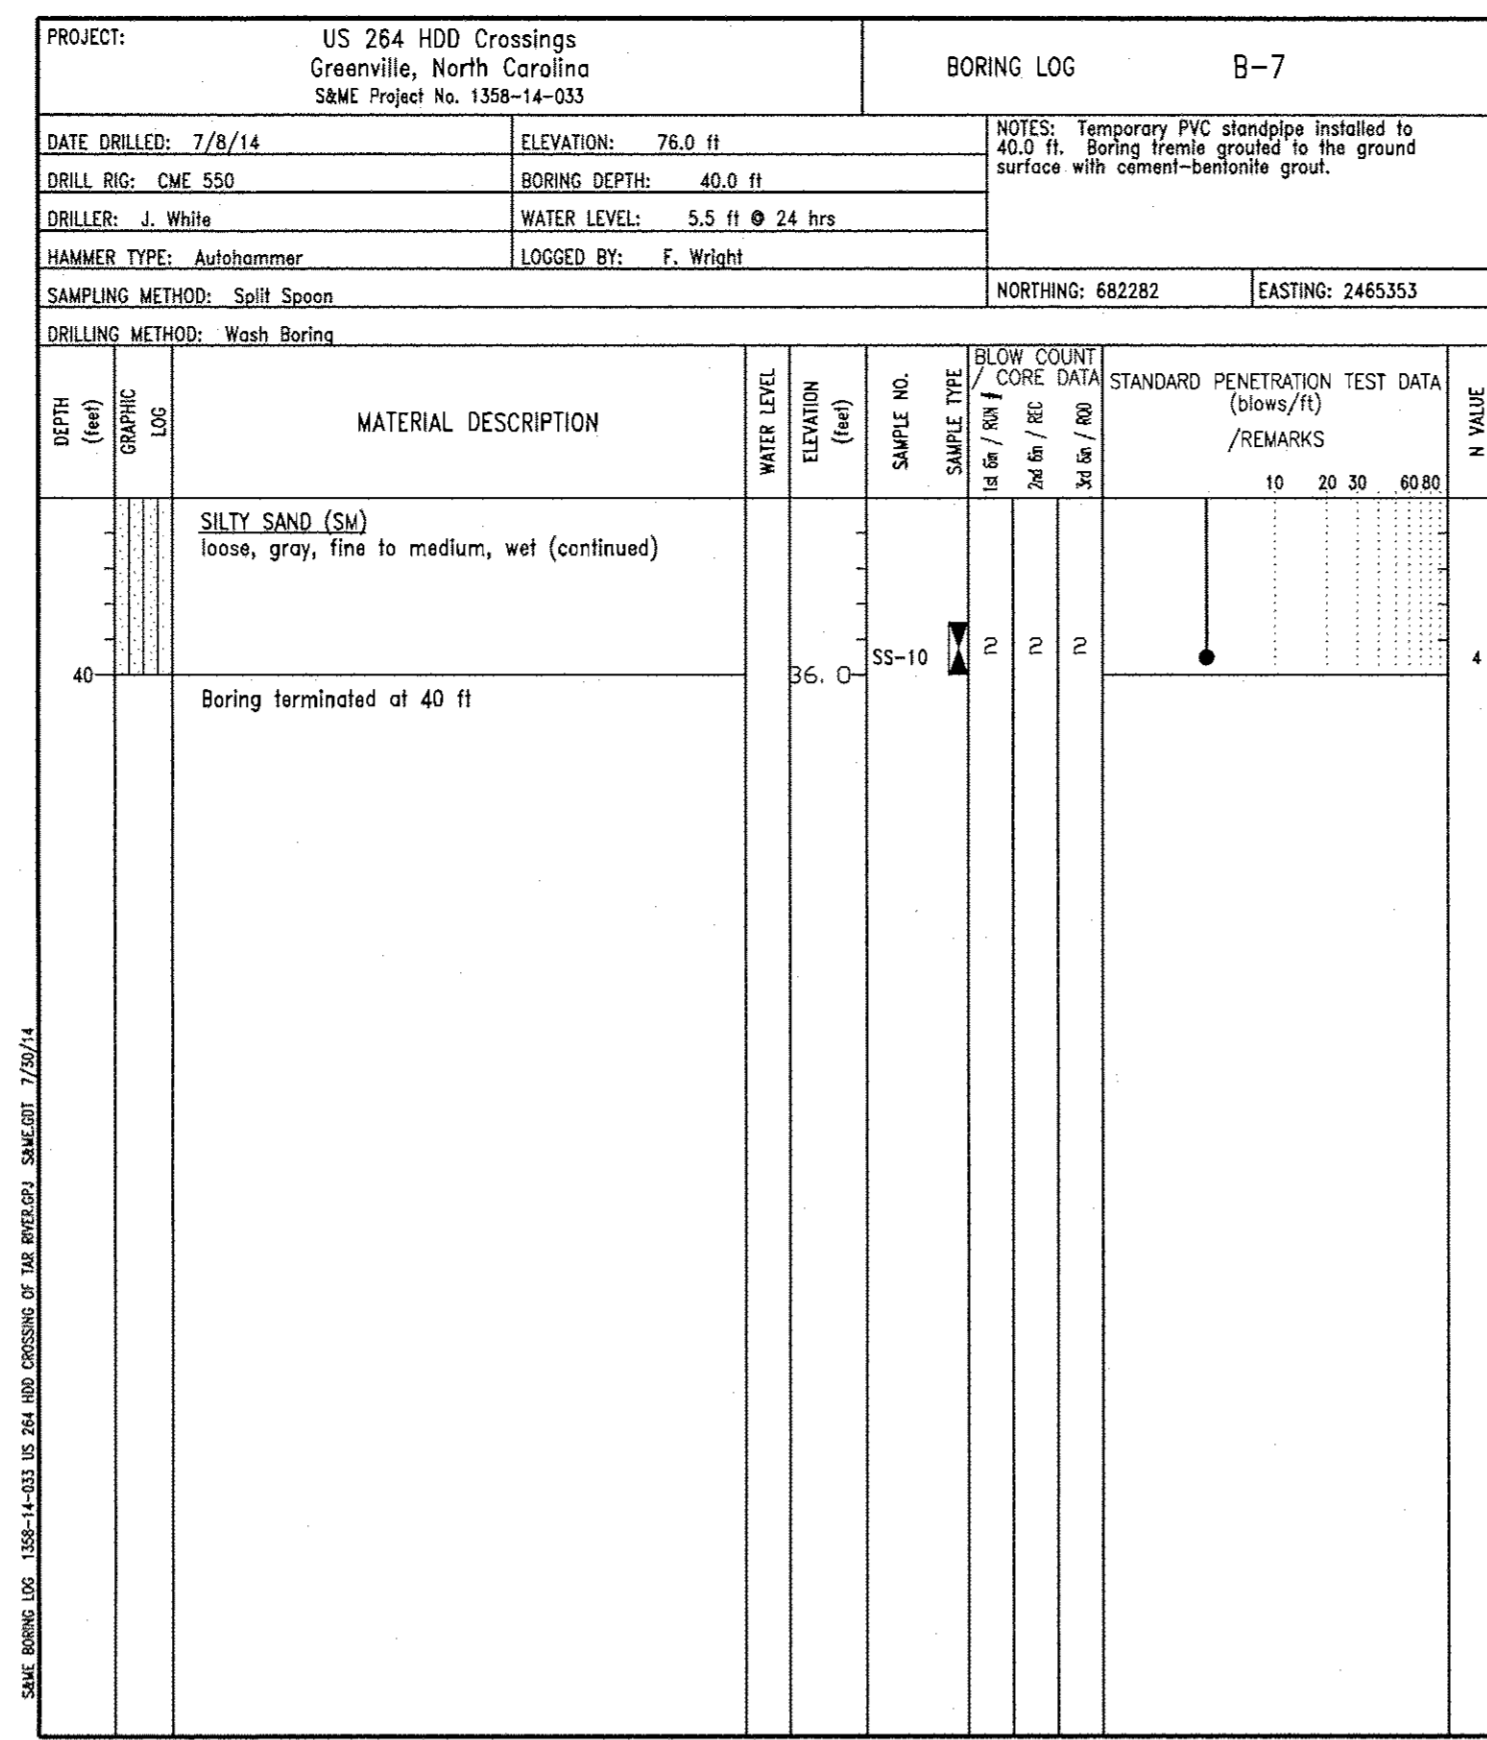 PROJECT:
US 264 HDD Crossings
Greenville, North Carolina
S&ME Project No. 1358-14-033
BORING LOG B-7
DATE DRILLED: 7/8/14
ELEVATION: 76.0 ft
NOTES: Temporary PVC standpipe installed to
40.0 ft. Boring tremie grouted to the ground
surface with cement-bentonite grout.
DRILL RIG: CME 550
BORING DEPTH: 40.0 ft
DRILLER: J. White
WATER LEVEL: 5.5 ft @ 24 hrs
HAMMER TYPE: Autohammer
LOGGED BY: F. Wright
SAMPLING METHOD: Split Spoon
NORTHING: 682282
EASTING: 2465353
DRILLING METHOD: Wash Boring
DEPTH
(feet)
GRAPHIC
LOG
MATERIAL DESCRIPTION
WATER LEVEL
ELEVATION
(feet)
SAMPLE NO.
SAMPLE TYPE
BLOW COUNT
/ CORE DATA
1st 6in / RUN #
2nd 6in / REC
3rd 6in / RQD
STANDARD PENETRATION TEST DATA
(blows/ft)
/REMARKS
10 20 30 60 80
N VALUE
SILTY SAND (SM)
loose, gray, fine to medium, wet (continued)
SS-10 2 2 2 4
40 36.0
Boring terminated at 40 ft
S&ME BORING LOG 1358-14-033 US 264 HDD CROSSING OF TAR RIVER.GPJ S&ME.GDT 7/30/14